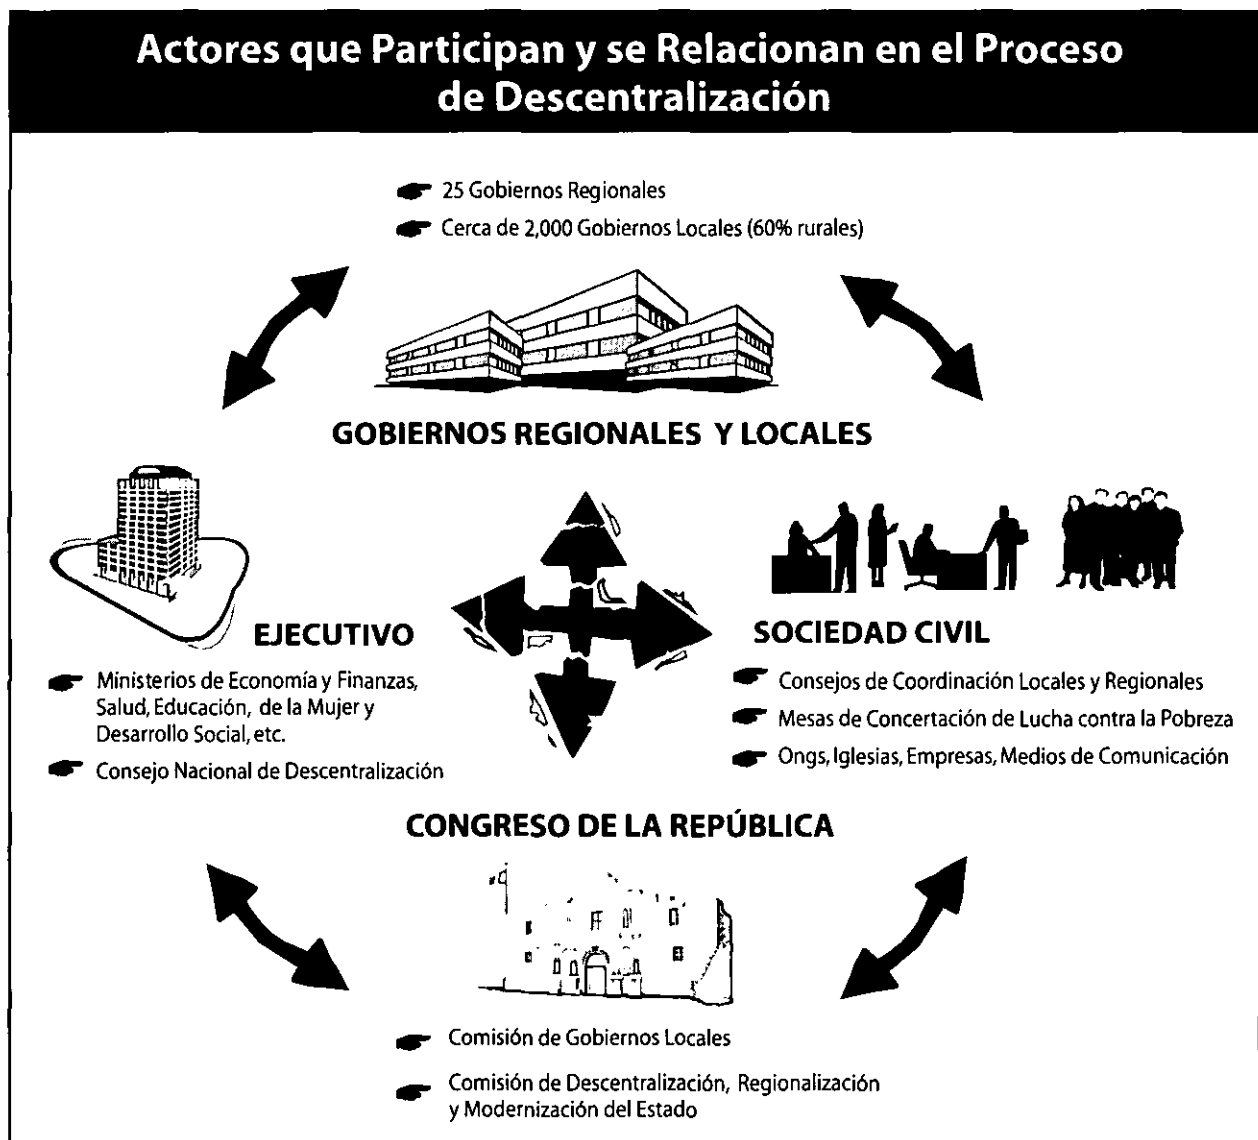 Actores que Participan y se Relacionan en el Proceso
de Descentralización
25 Gobiernos Regionales
Cerca de 2,000 Gobiernos Locales (60% rurales)
GOBIERNOS REGIONALES Y LOCALES
EJECUTIVO
Ministerios de Economía y Finanzas,
Salud, Educación, de la Mujer y
Desarrollo Social, etc.
Consejo Nacional de Descentralización
SOCIEDAD CIVIL
Consejos de Coordinación Locales y Regionales
Mesas de Concertación de Lucha contra la Pobreza
Ongs, Iglesias, Empresas, Medios de Comunicación
CONGRESO DE LA REPÚBLICA
Comisión de Gobiernos Locales
Comisión de Descentralización, Regionalización
y Modernización del Estado